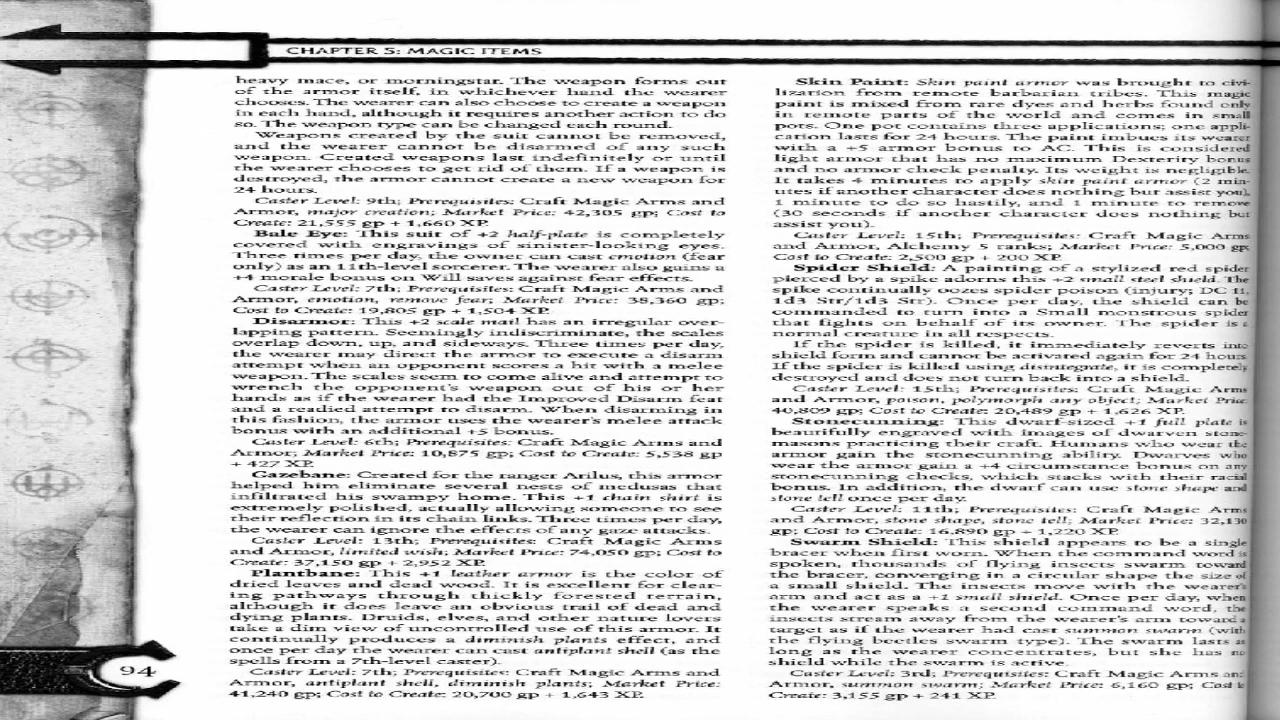 CHAPTER 5: MAGIC ITEMS
heavy mace, or morningstar. The weapon forms out
of the armor itself, in whichever hand the wearer
chooses. The wearer can also choose to create a weapon
in each hand, although it requires another action to do
so. The weapon type can be changed each round.
Weapons created by the suit cannot be removed,
and the wearer cannot be disarmed of any such
weapon. Created weapons last indefinitely or until
the wearer chooses to get rid of them. If a weapon is
destroyed, the armor cannot create a new weapon for
24 hours.
Caster Level: 9th; Prerequisites: Craft Magic Arms and
Armor, major creation; Market Price: 42,305 gp; Cost to
Create: 21,555 gp + 1,660 XP.
Bale Eye: This suit of +2 half-plate is completely
covered with engravings of sinister-looking eyes.
Three times per day, the owner can cast emotion (fear
only) as an 11th-level sorcerer. The wearer also gains a
+4 morale bonus on Will saves against fear effects.
Caster Level: 7th; Prerequisites: Craft Magic Arms and
Armor, emotion, remove fear; Market Price: 38,360 gp;
Cost to Create: 19,805 gp + 1,504 XP.
Disarmor: This +2 scale mail has an irregular over-
lapping pattern. Seemingly indiscriminate, the scales
overlap down, up, and sideways. Three times per day,
the wearer may direct the armor to execute a disarm
attempt when an opponent scores a hit with a melee
weapon. The scales seem to come alive and attempt to
wrench the opponent's weapon out of his or her
hands as if the wearer had the Improved Disarm feat
and a readied attempt to disarm. When disarming in
this fashion, the armor uses the wearer's melee attack
bonus with an additional +5 bonus.
Caster Level: 6th; Prerequisites: Craft Magic Arms and
Armor; Market Price: 10,875 gp; Cost to Create: 5,538 gp
+ 427 XP.
Gazebane: Created for the ranger Arilus, this armor
helped him eliminate several nests of medusas that
infiltrated his swampy home. This +1 chain shirt is
extremely polished, actually allowing someone to see
their reflection in its chain links. Three times per day,
the wearer can ignore the effects of any gaze attacks.
Caster Level: 13th; Prerequisites: Craft Magic Arms
and Armor, limited wish; Market Price: 74,050 gp; Cost to
Create: 37,150 gp + 2,952 XP.
Plantbane: This +1 leather armor is the color of
dried leaves and dead wood. It is excellent for clear-
ing pathways through thickly forested terrain,
although it does leave an obvious trail of dead and
dying plants. Druids, elves, and other nature lovers
take a dim view of uncontrolled use of this armor. It
continually produces a diminish plants effect, and
once per day the wearer can cast antiplant shell (as the
spells from a 7th-level caster).
Caster Level: 7th; Prerequisites: Craft Magic Arms and
Armor, antiplant shell, diminish plants; Market Price:
41,240 gp; Cost to Create: 20,700 gp + 1,643 XP.
Skin Paint: Skin paint armor was brought to civi-
lization from remote barbarian tribes. This magic
paint is mixed from rare dyes and herbs found only
in remote parts of the world and comes in small
pots. One pot contains three applications; one appli-
cation lasts for 24 hours. The paint imbues its wearer
with a +5 armor bonus to AC. This is considered
light armor that has no maximum Dexterity bonus
and no armor check penalty. Its weight is negligible.
It takes 4 minutes to apply skin paint armor (2 min-
utes if another character does nothing but assist you),
1 minute to do so hastily, and 1 minute to remove
(30 seconds if another character does nothing but
assist you).
Caster Level: 15th; Prerequisites: Craft Magic Arms
and Armor, Alchemy 5 ranks; Market Price: 5,000 gp;
Cost to Create: 2,500 gp + 200 XP.
Spider Shield: A painting of a stylized red spider
pierced by a spike adorns this +2 small steel shield. The
spike continually oozes spider poison (injury; DC 11,
1d3 Str/1d3 Str). Once per day, the shield can be
commanded to turn into a Small monstrous spider
that fights on behalf of its owner. The spider is a
normal creature in all respects.
If the spider is killed, it immediately reverts into
shield form and cannot be activated again for 24 hours.
If the spider is killed using disintegrate, it is completely
destroyed and does not turn back into a shield.
Caster Level: 15th; Prerequisites: Craft Magic Arms
and Armor, poison, polymorph any object; Market Price:
40,809 gp; Cost to Create: 20,489 gp + 1,626 XP.
Stonecunning: This dwarf-sized +1 full plate is
beautifully engraved with images of dwarven stone-
masons practicing their craft. Humans who wear the
armor gain the stonecunning ability. Dwarves who
wear the armor gain a +4 circumstance bonus on any
stonecunning checks, which stacks with their racial
bonus. In addition, the dwarf can use stone shape and
stone tell once per day.
Caster Level: 11th; Prerequisites: Craft Magic Arms
and Armor, stone shape, stone tell; Market Price: 32,130
gp; Cost to Create: 16,890 gp + 1,220 XP.
Swarm Shield: This shield appears to be a single
bracer when first worn. When the command word is
spoken, thousands of flying insects swarm toward
the bracer, converging in a circular shape the size of
a small shield. The insects move with the wearer's
arm and act as a +1 small shield. Once per day, when
the wearer speaks a second command word, the
insects stream away from the wearer's arm toward a
target as if the wearer had cast summon swarm (with
the flying beetles swarm type). The swarm lasts as
long as the wearer concentrates, but she has no
shield while the swarm is active.
Caster Level: 3rd; Prerequisites: Craft Magic Arms and
Armor, summon swarm; Market Price: 6,160 gp; Cost to
Create: 3,155 gp + 241 XP.
94